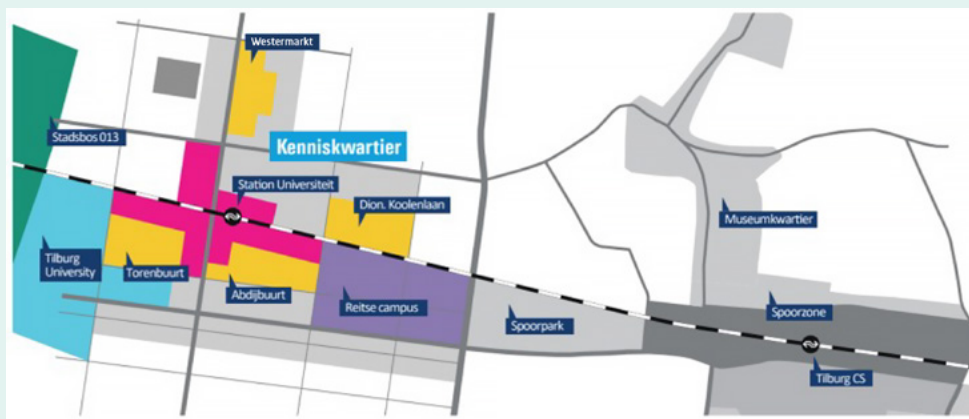 Westermarkt
Stadsbos 013
Kenniskwartier
Station Universiteit
Dion. Koolenlaan
Museumkwartier
Tilburg
University
Torenbuurt
Abdijbuurt
Reitse campus
Spoorpark
Spoorzone
Tilburg CS